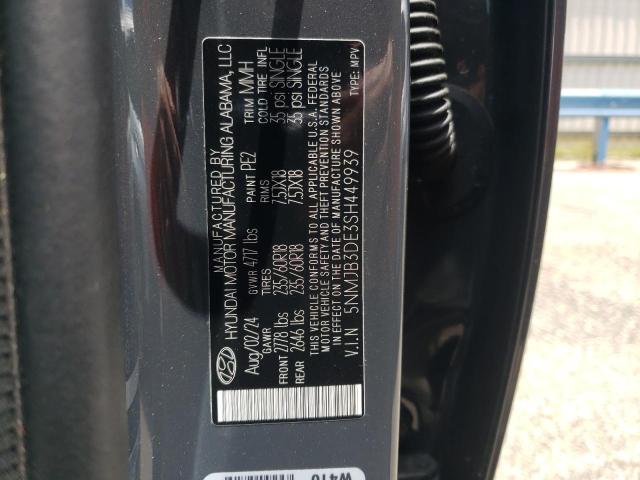 MANUFACTURED BY
HYUNDAI MOTOR MANUFACTURING ALABAMA, LLC
Aug/02/24 GVWR 4717 lbs PAINT PE2 TRIM MMH
GAWR TIRES RIMS COLD TIRE INFL
FRONT 2778 lbs 235/60R18 7.5JX18 35 psi SINGLE
REAR 2646 lbs 235/60R18 7.5JX18 35 psi SINGLE
THIS VEHICLE CONFORMS TO ALL APPLICABLE U.S.A. FEDERAL
MOTOR VEHICLE SAFETY AND THEFT PREVENTION STANDARDS
IN EFFECT ON THE DATE OF MANUFACTURE SHOWN ABOVE
V.I.N 5NMJB3DE3SH449939 TYPE: MPV
W416